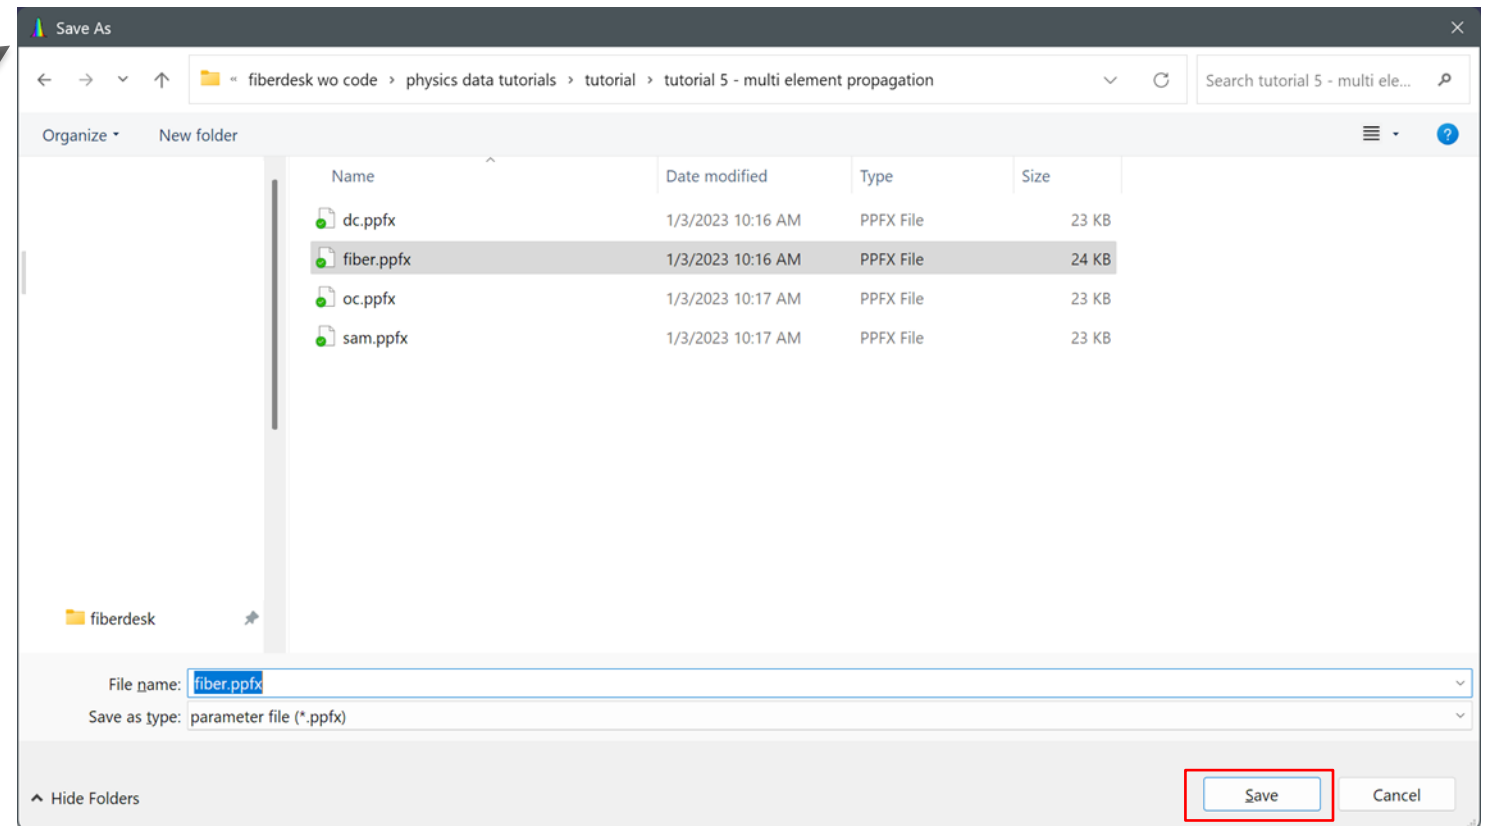 Save As
« fiberdesk wo code › physics data tutorials › tutorial › tutorial 5 - multi element propagation
Search tutorial 5 - multi ele...
Organize New folder
Name Date modified Type Size
dc.ppfx 1/3/2023 10:16 AM PPFX File 23 KB
fiber.ppfx 1/3/2023 10:16 AM PPFX File 24 KB
oc.ppfx 1/3/2023 10:17 AM PPFX File 23 KB
sam.ppfx 1/3/2023 10:17 AM PPFX File 23 KB
fiberdesk
File name: fiber.ppfx
Save as type: parameter file (*.ppfx)
Hide Folders Save Cancel